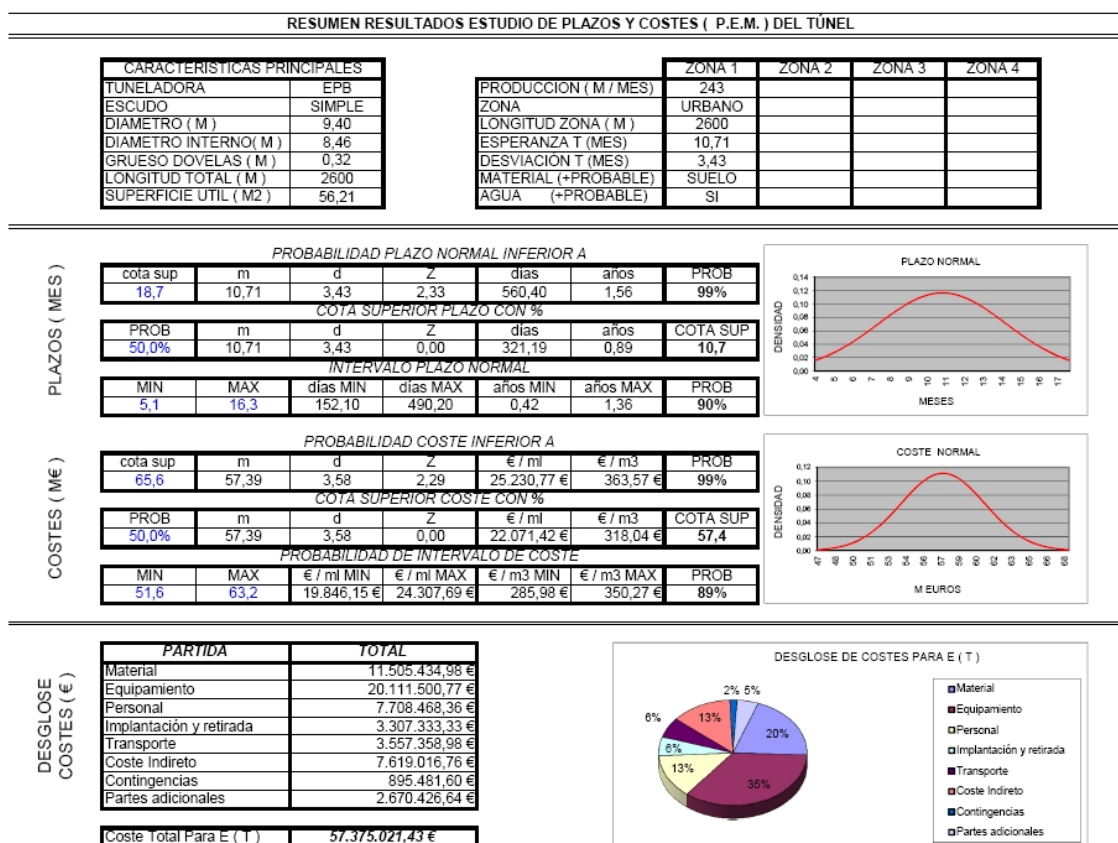 RESUMEN RESULTADOS ESTUDIO DE PLAZOS Y COSTES ( P.E.M. ) DEL TÚNEL
CARACTERISTICAS PRINCIPALES
TUNELADORA EPB
ESCUDO SIMPLE
DIAMETRO ( M ) 9,40
DIAMETRO INTERNO( M ) 8,46
GRUESO DOVELAS ( M ) 0,32
LONGITUD TOTAL ( M ) 2600
SUPERFICIE UTIL ( M2 ) 56,21
ZONA 1 ZONA 2 ZONA 3 ZONA 4
PRODUCCION ( M / MES) 243
ZONA URBANO
LONGITUD ZONA ( M ) 2600
ESPERANZA T (MES) 10,71
DESVIACIÓN T (MES) 3,43
MATERIAL (+PROBABLE) SUELO
AGUA (+PROBABLE) SI
PLAZOS ( MES )
PROBABILIDAD PLAZO NORMAL INFERIOR A
cota sup m d Z días años PROB
18,7 10,71 3,43 2,33 560,40 1,56 99%
COTA SUPERIOR PLAZO CON %
PROB m d Z días años COTA SUP
50,0% 10,71 3,43 0,00 321,19 0,89 10,7
INTERVALO PLAZO NORMAL
MIN MAX días MIN días MAX años MIN años MAX PROB
5,1 16,3 152,10 490,20 0,42 1,36 90%
PLAZO NORMAL
DENSIDAD
0,14
0,12
0,10
0,08
0,06
0,04
0,02
0,00
4 5 6 7 8 9 10 11 12 13 14 15 16 17
MESES
COSTES ( M€ )
PROBABILIDAD COSTE INFERIOR A
cota sup m d Z € / ml € / m3 PROB
65,6 57,39 3,58 2,29 25.230,77 € 363,57 € 99%
COTA SUPERIOR COSTE CON %
PROB m d Z € / ml € / m3 COTA SUP
50,0% 57,39 3,58 0,00 22.071,42 € 318,04 € 57,4
PROBABILIDAD DE INTERVALO DE COSTE
MIN MAX € / ml MIN € / ml MAX € / m3 MIN € / m3 MAX PROB
51,6 63,2 19.846,15 € 24.307,69 € 285,98 € 350,27 € 89%
COSTE NORMAL
DENSIDAD
0,12
0,10
0,08
0,06
0,04
0,02
0,00
47 50 51 53 54 56 57 59 60 62 63 65 66 68
M EUROS
DESGLOSE
COSTES ( € )
PARTIDA TOTAL
Material 11.505.434,98 €
Equipamiento 20.111.500,77 €
Personal 7.708.468,36 €
Implantación y retirada 3.307.333,33 €
Transporte 3.557.358,98 €
Coste Indireto 7.619.016,76 €
Contingencias 895.481,60 €
Partes adicionales 2.670.426,64 €
Coste Total Para E ( T ) 57.375.021,43 €
DESGLOSE DE COSTES PARA E ( T )
2% 5%
20%
35%
13%
6%
6%
13%
Material
Equipamiento
Personal
Implantación y retirada
Transporte
Coste Indireto
Contingencias
Partes adicionales